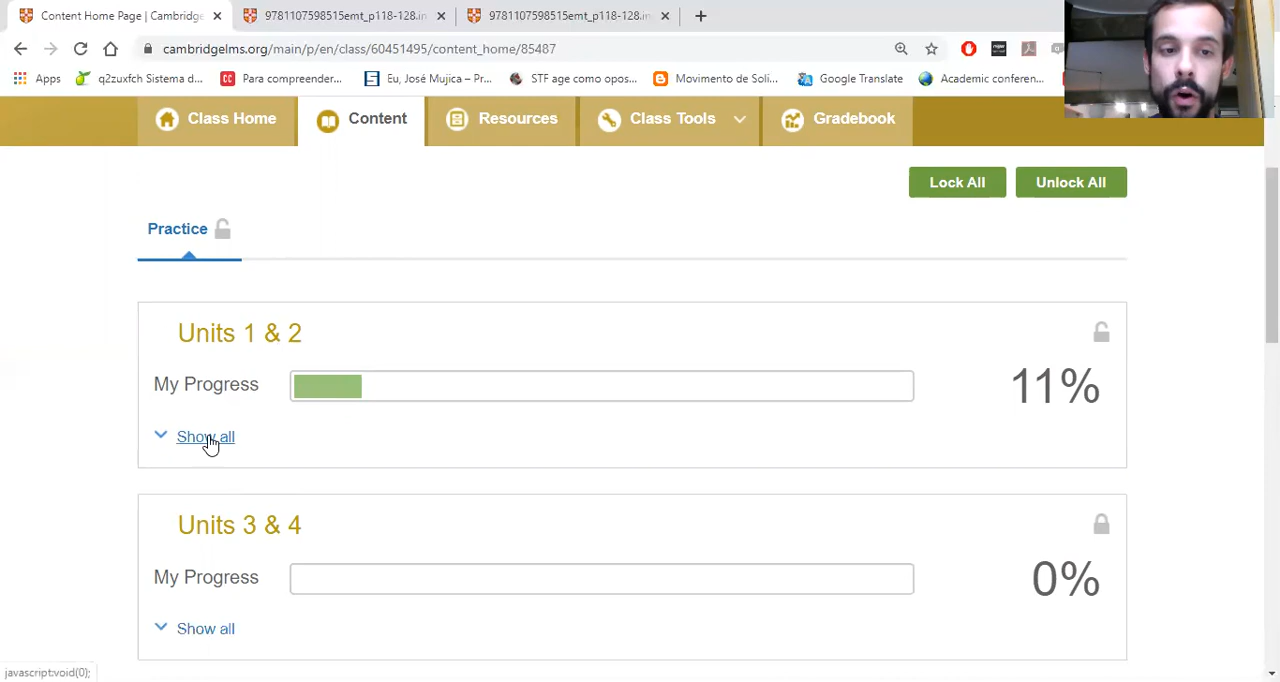 Content Home Page | Cambridge
9781107598515emt_p118-128.in
9781107598515emt_p118-128.im
cambridgelms.org/main/p/en/class/60451495/content_home/85487
Apps
q2zuxfch Sistema d...
Para compreender...
Eu, José Mujica – Pr...
STF age como opos...
Movimento de Soli...
Google Translate
Academic conferen...
Class Home
Content
Resources
Class Tools
Gradebook
Lock All
Unlock All
Practice
Units 1 & 2
My Progress
11%
Show all
Units 3 & 4
My Progress
0%
Show all
javascript:void(0);